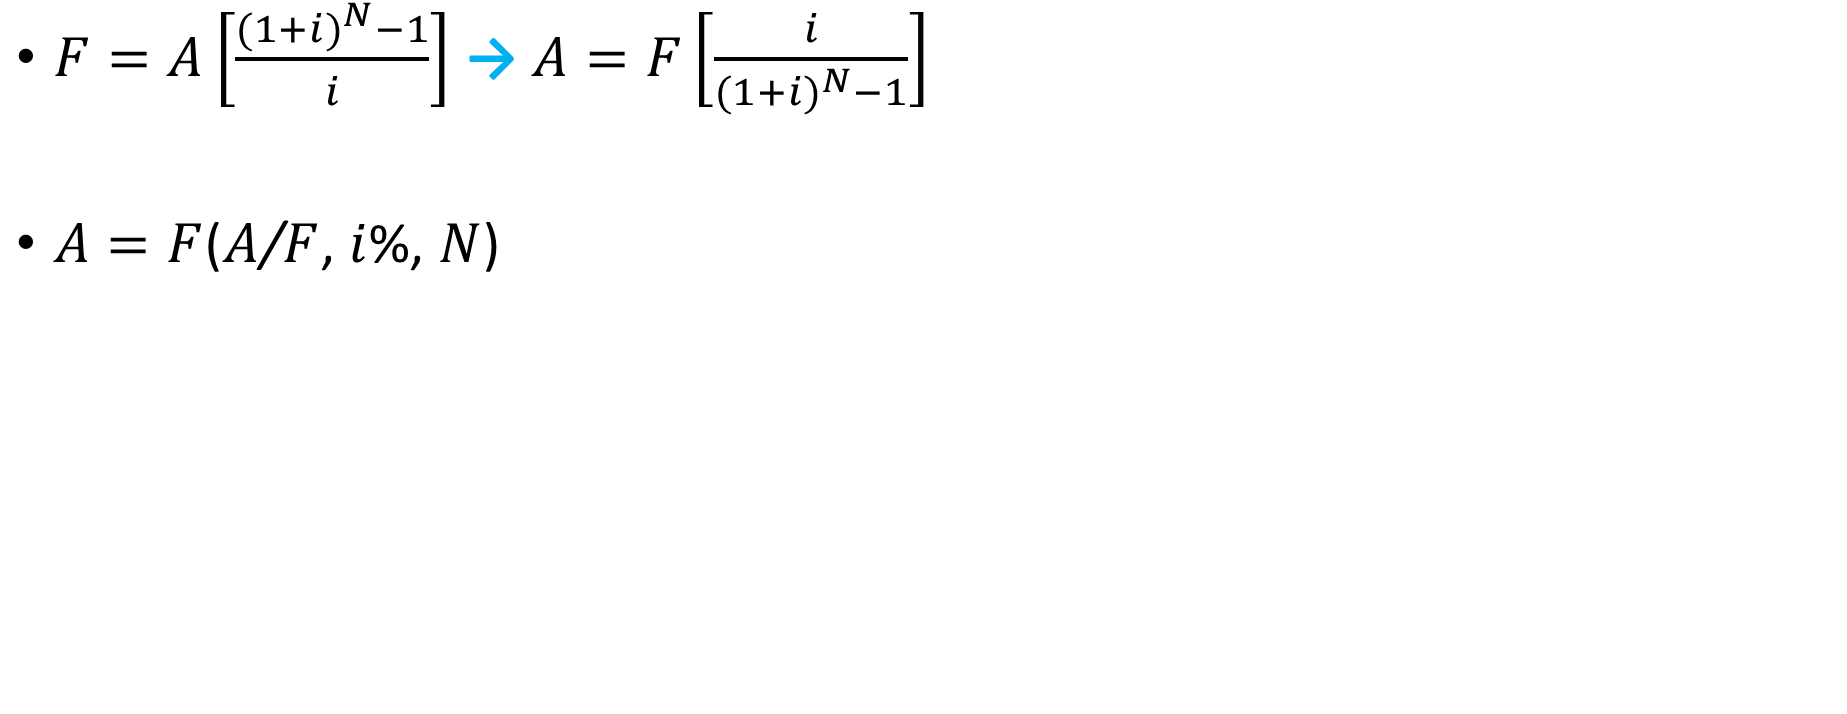 • F = A [((1+i)^N−1)/i] → A = F [i/((1+i)^N−1)]
• A = F(A/F, i%, N)